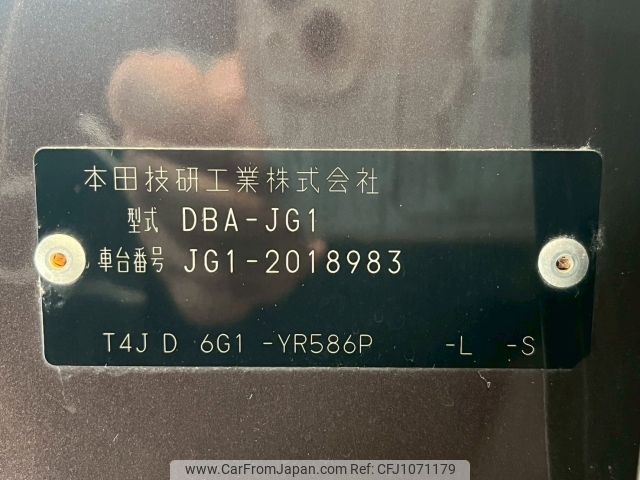 本田技研工業株式会社
型式 DBA-JG1
車台番号 JG1-2018983
T4J D 6G1 -YR586P -L -S
CarFromJapan.com | Ref: CFJ1071179